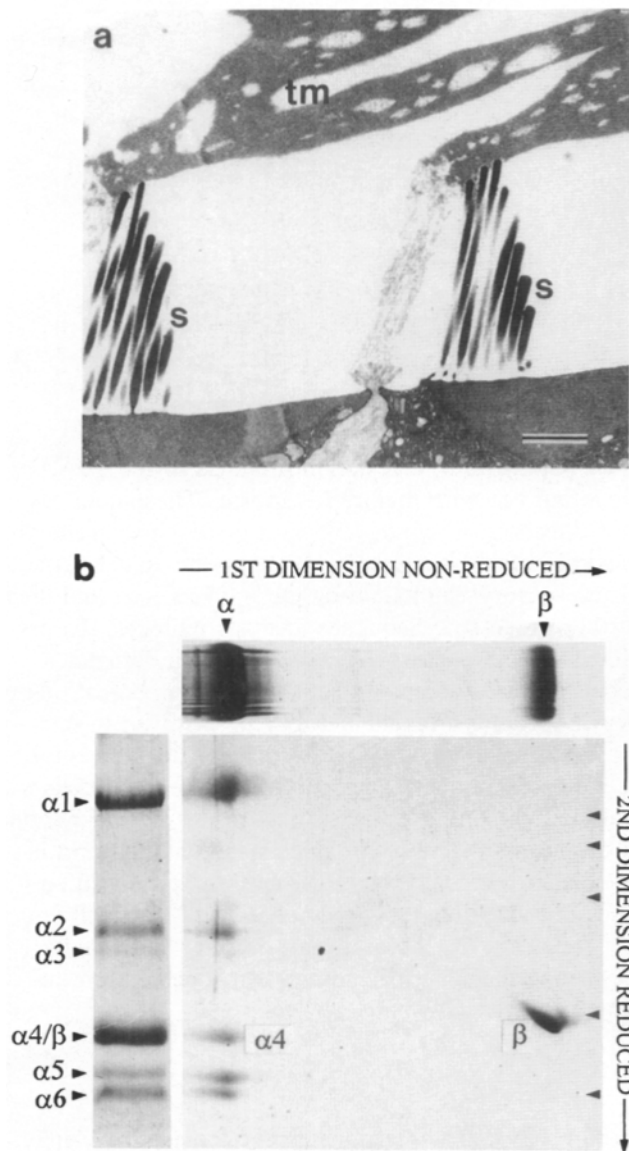 a
tm
s
s
b
1ST DIMENSION NON-REDUCED
α
β
α1
α2
α3
α4/β
α5
α6
α4
β
2ND DIMENSION REDUCED